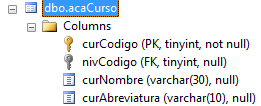 dbo.acaCurso
Columns
curCodigo (PK, tinyint, not null)
nivCodigo (FK, tinyint, null)
curNombre (varchar(30), null)
curAbreviatura (varchar(10), null)